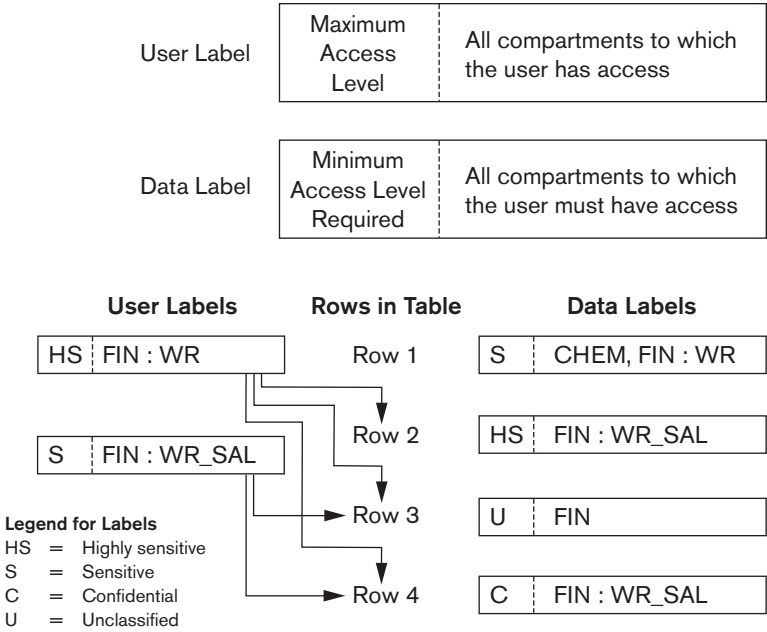 User Label
Maximum
Access
Level
All compartments to which
the user has access
Data Label
Minimum
Access Level
Required
All compartments to which
the user must have access
User Labels Rows in Table Data Labels
HS FIN : WR Row 1 S CHEM, FIN : WR
Row 2 HS FIN : WR_SAL
S FIN : WR_SAL
Row 3 U FIN
Row 4 C FIN : WR_SAL
Legend for Labels
HS = Highly sensitive
S = Sensitive
C = Confidential
U = Unclassified